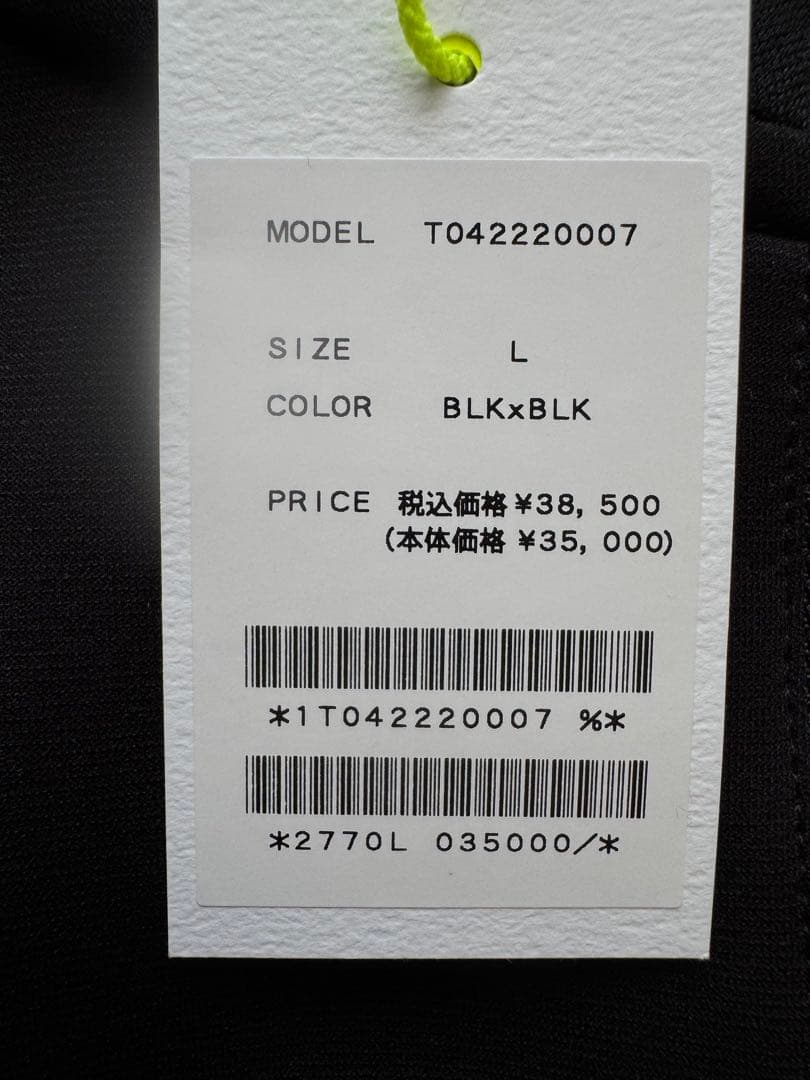 MODEL T042220007
SIZE L
COLOR BLKxBLK
PRICE 税込価格 ¥38,500
(本体価格 ¥35,000)
*1T042220007 %*
*2770L 035000/*